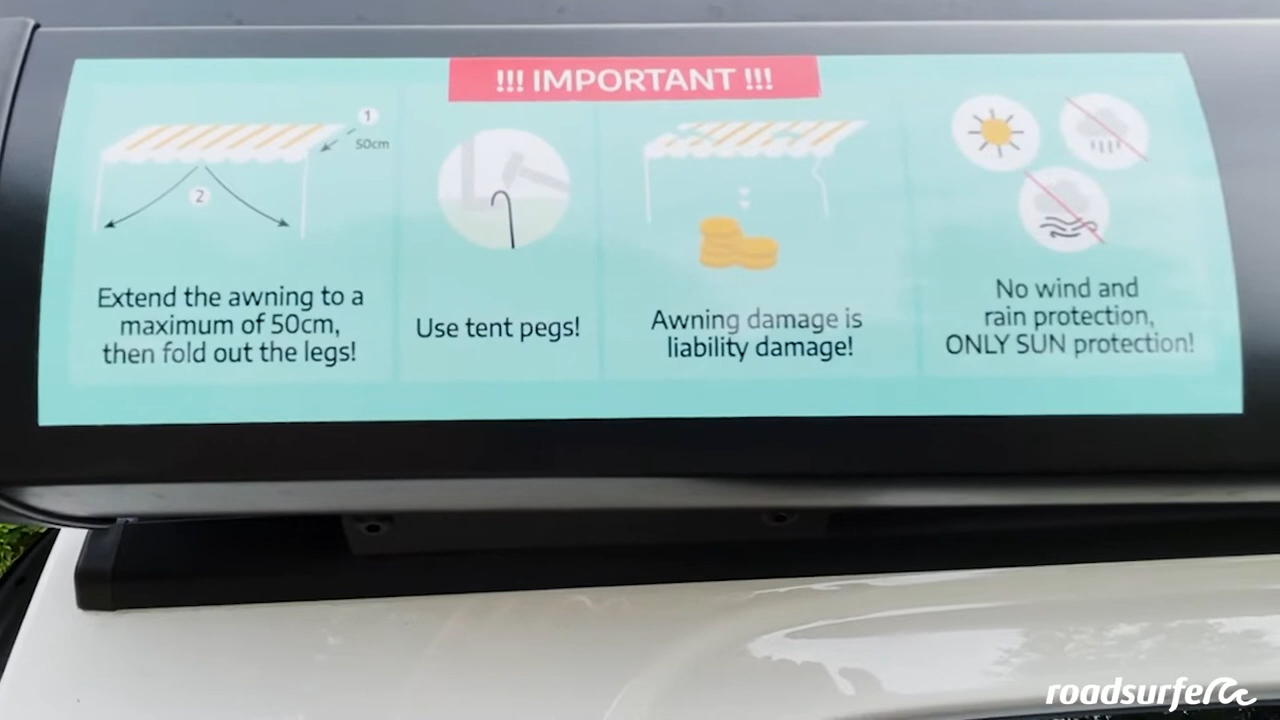 !!! IMPORTANT !!!
1
50cm
2
Extend the awning to a
maximum of 50cm,
then fold out the legs!
Use tent pegs!
Awning damage is
liability damage!
No wind and
rain protection,
ONLY SUN protection!
roadsurfer